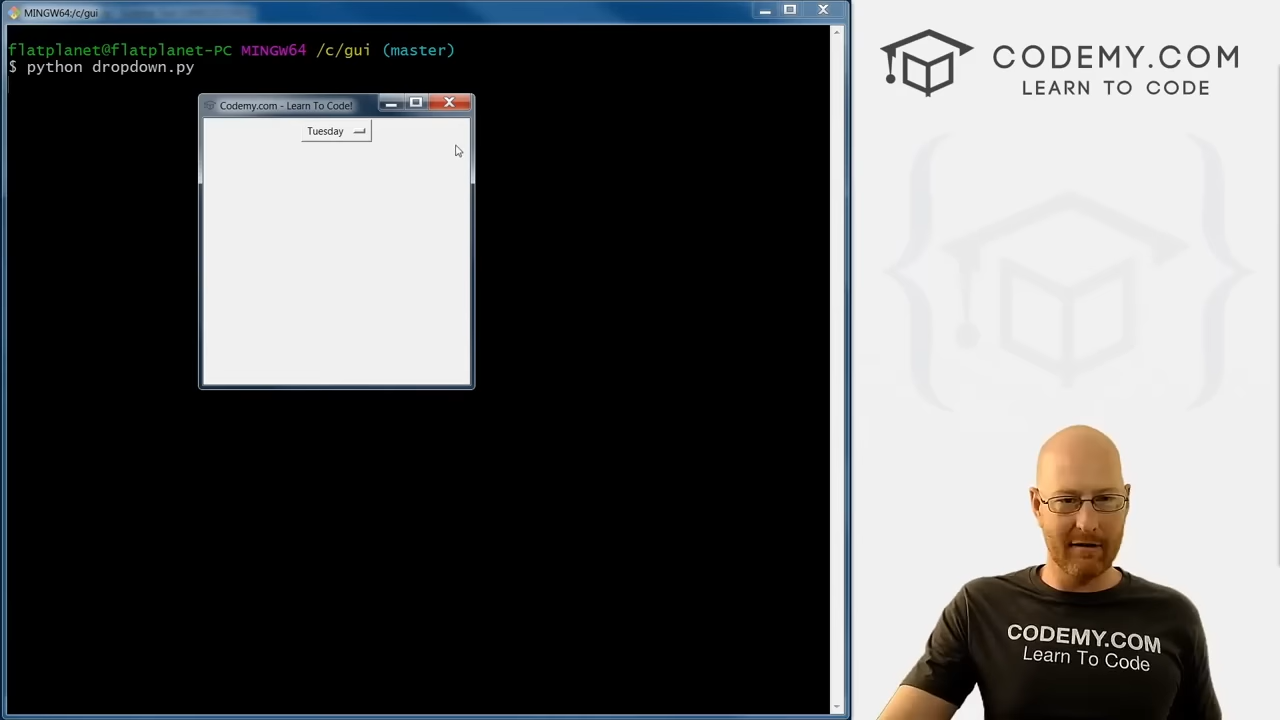 MINGW64:/c/gui
flatplanet@flatplanet-PC MINGW64 /c/gui (master)
$ python dropdown.py
Codemy.com - Learn To Code!
Tuesday
CODEMY.COM
LEARN TO CODE
CODEMY.COM
Learn To Code